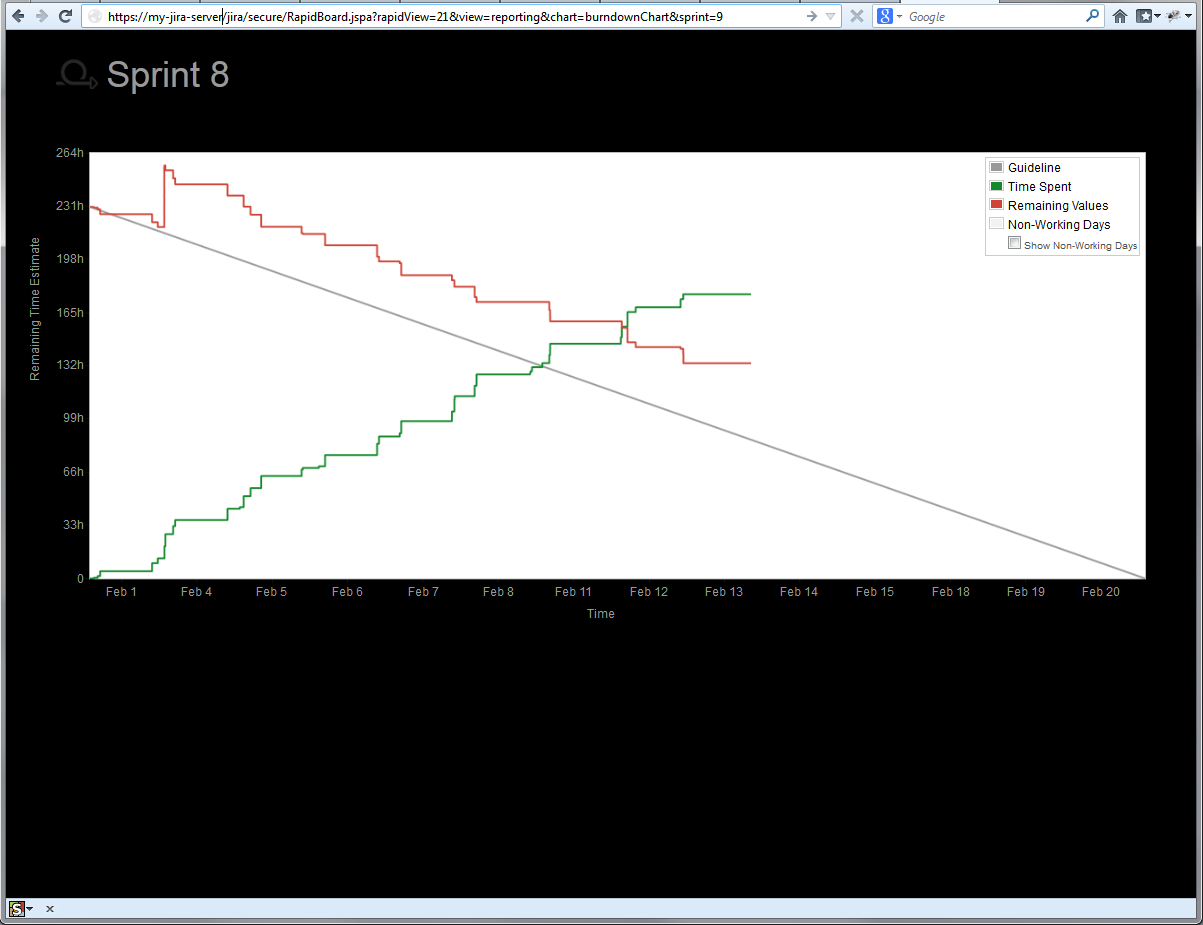 https://my-jira-server/jira/secure/RapidBoard.jspa?rapidView=21&view=reporting&chart=burndownChart&sprint=9
Google
Sprint 8
264h
231h
198h
165h
132h
99h
66h
33h
0
Remaining Time Estimate
Guideline
Time Spent
Remaining Values
Non-Working Days
Show Non-Working Days
Feb 1 Feb 4 Feb 5 Feb 6 Feb 7 Feb 8 Feb 11 Feb 12 Feb 13 Feb 14 Feb 15 Feb 18 Feb 19 Feb 20
Time